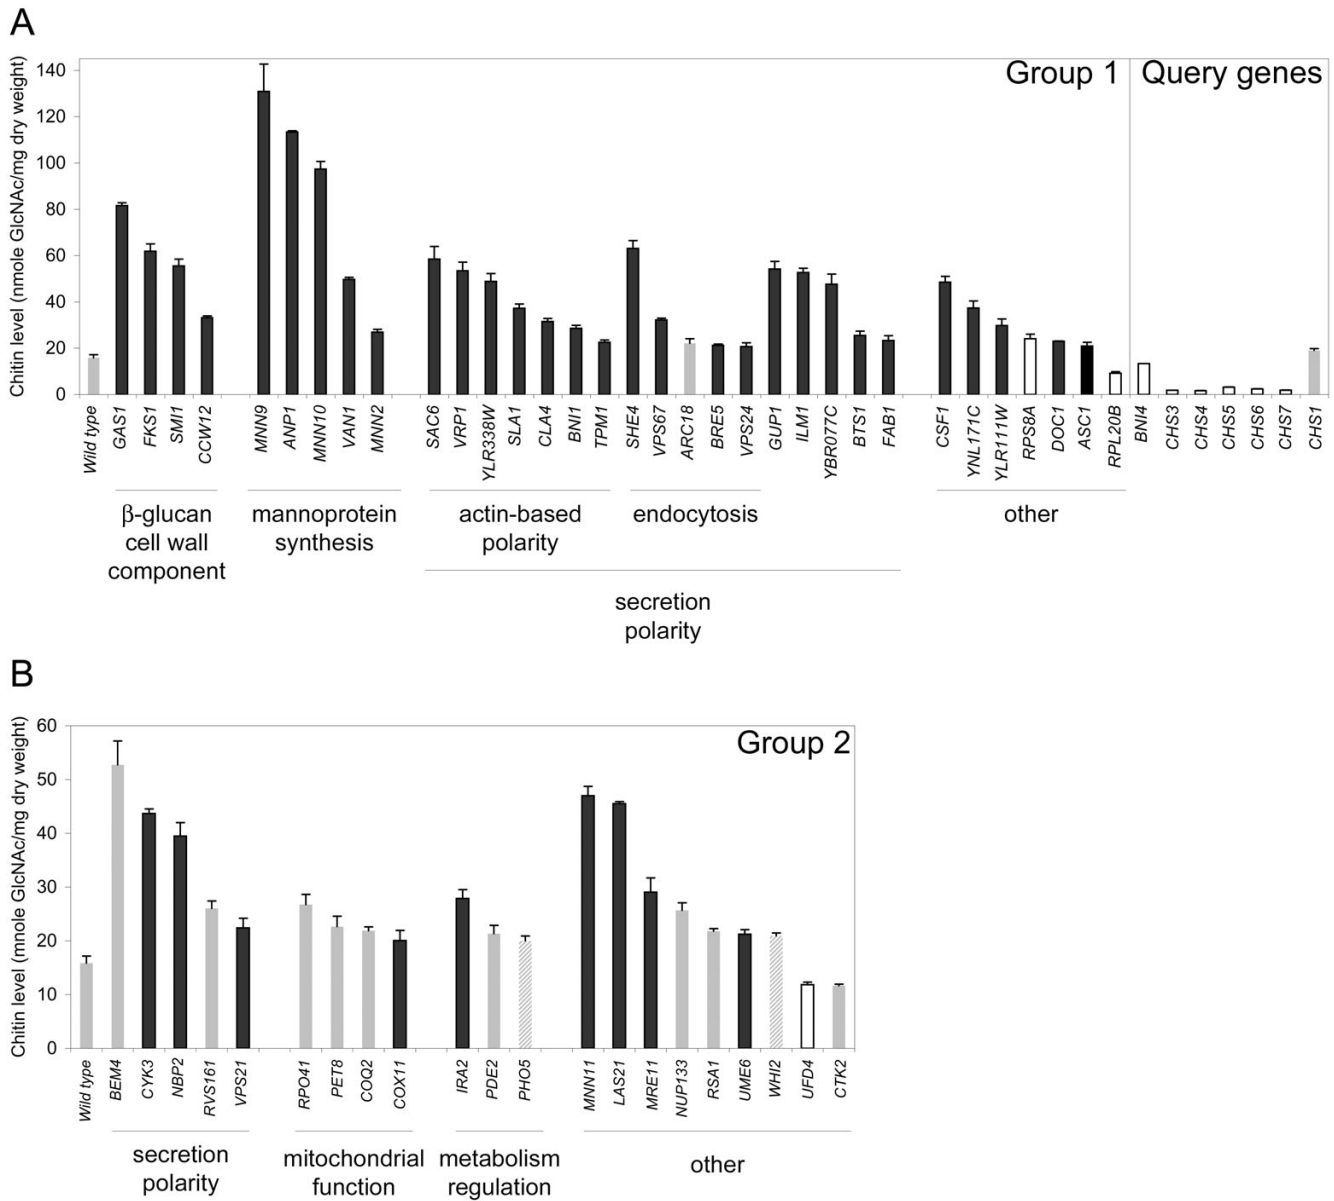 A
Chitin level (nmole GlcNAc/mg dry weight)
140
120
100
80
60
40
20
0
Group 1
Query genes
Wild type
GAS1
FKS1
SMI1
CCW12
MNN9
ANP1
MNN10
VAN1
MNN2
SAC6
VRP1
YLR338W
SLA1
CLA4
BNI1
TPM1
SHE4
VPS67
ARC18
BRE5
VPS24
GUP1
ILM1
YBR077C
BTS1
FAB1
CSF1
YNL171C
YLR111W
RPS8A
DOC1
ASC1
RPL20B
BNI4
CHS3
CHS4
CHS5
CHS6
CHS7
CHS1
β-glucan
cell wall
component
mannoprotein
synthesis
actin-based
polarity
endocytosis
other
secretion
polarity
B
Chitin level (mnole GlcNAc/mg dry weight)
60
50
40
30
20
10
0
Group 2
Wild type
BEM4
CYK3
NBP2
RVS161
VPS21
RPO41
PET8
COQ2
COX11
IRA2
PDE2
PHO5
MNN11
LAS21
MRE11
NUP133
RSA1
UME6
WHI2
UFD4
CTK2
secretion
polarity
mitochondrial
function
metabolism
regulation
other